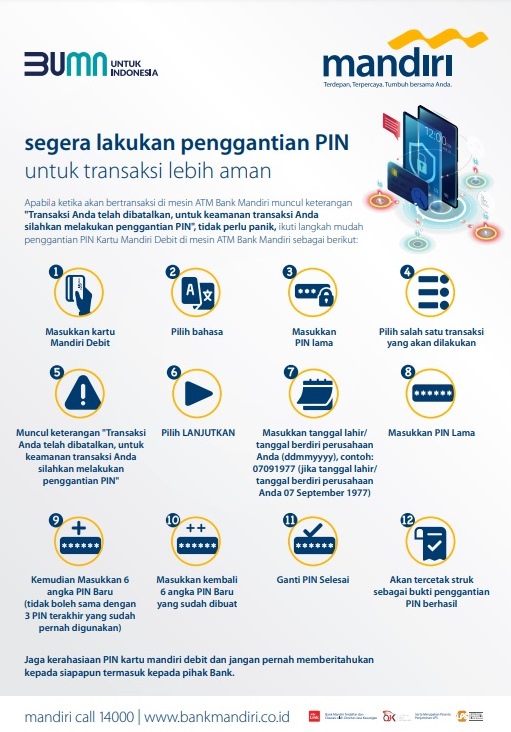 BUMN UNTUK
INDONESIA
mandiri
Terdepan, Terpercaya. Tumbuh bersama Anda.
segera lakukan penggantian PIN
untuk transaksi lebih aman
12:00
Apabila ketika akan bertransaksi di mesin ATM Bank Mandiri muncul keterangan
"Transaksi Anda telah dibatalkan, untuk keamanan transaksi Anda
silahkan melakukan penggantian PIN", tidak perlu panik, ikuti langkah mudah
penggantian PIN Kartu Mandiri Debit di mesin ATM Bank Mandiri sebagai berikut:
1
Masukkan kartu
Mandiri Debit
2
A 文
Pilih bahasa
3
Masukkan
PIN lama
4
Pilih salah satu transaksi
yang akan dilakukan
5
Muncul keterangan "Transaksi
Anda telah dibatalkan, untuk
keamanan transaksi Anda
silahkan melakukan
penggantian PIN"
6
Pilih LANJUTKAN
7
Masukkan tanggal lahir/
tanggal berdiri perusahaan
Anda (ddmmyyyy), contoh:
07091977 (jika tanggal lahir/
tanggal berdiri perusahaan
Anda 07 September 1977)
8
******
Masukkan PIN Lama
9
+
******
Kemudian Masukkan 6
angka PIN Baru
(tidak boleh sama dengan
3 PIN terakhir yang sudah
pernah digunakan)
10
++
******
Masukkan kembali
6 angka PIN Baru
yang sudah dibuat
11
******
Ganti PIN Selesai
12
Akan tercetak struk
sebagai bukti penggantian
PIN berhasil
Jaga kerahasiaan PIN kartu mandiri debit dan jangan pernah memberitahukan
kepada siapapun termasuk kepada pihak Bank.
mandiri call 14000 | www.bankmandiri.co.id